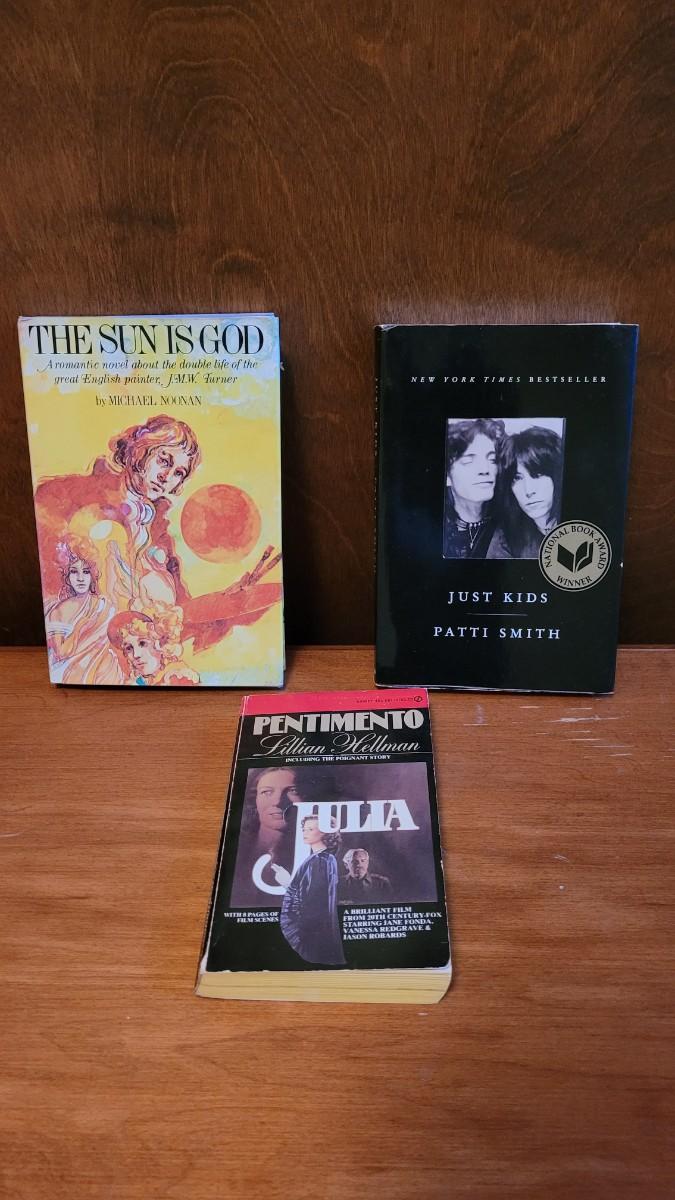 THE SUN IS GOD
A romantic novel about the double life of the
great English painter, J.M.W. Turner
by MICHAEL NOONAN
NEW YORK TIMES BESTSELLER
NATIONAL BOOK AWARD
WINNER
JUST KIDS
PATTI SMITH
PENTIMENTO
Lillian Hellman
INCLUDING THE POIGNANT STORY
JULIA
WITH 8 PAGES OF
FILM SCENES
A BRILLIANT FILM
FROM 20TH CENTURY-FOX
STARRING JANE FONDA,
VANESSA REDGRAVE &
JASON ROBARDS